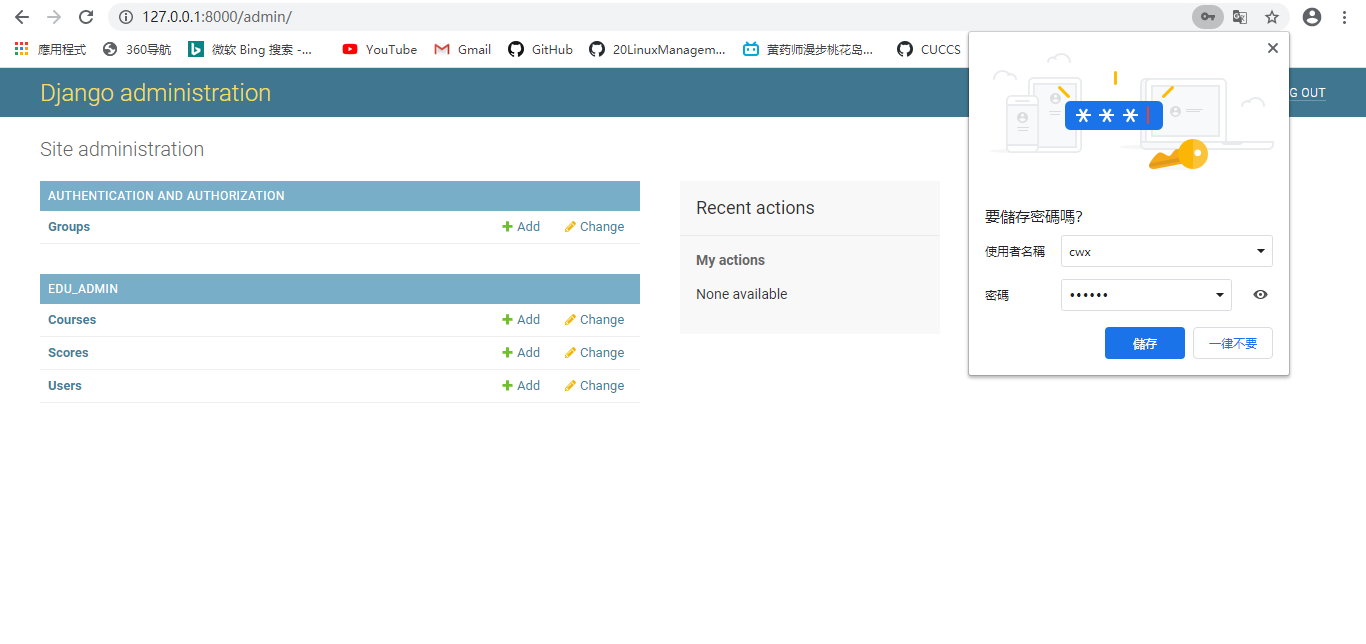 127.0.0.1:8000/admin/
應用程式 360导航 微软 Bing 搜索 -... YouTube Gmail GitHub 20LinuxManagem... 黄药师漫步桃花岛... CUCCS
Django administration
G OUT
Site administration
AUTHENTICATION AND AUTHORIZATION
Groups Add Change
EDU_ADMIN
Courses Add Change
Scores Add Change
Users Add Change
Recent actions
My actions
None available
要儲存密碼嗎?
使用者名稱 cwx
密碼 ••••••
儲存 一律不要